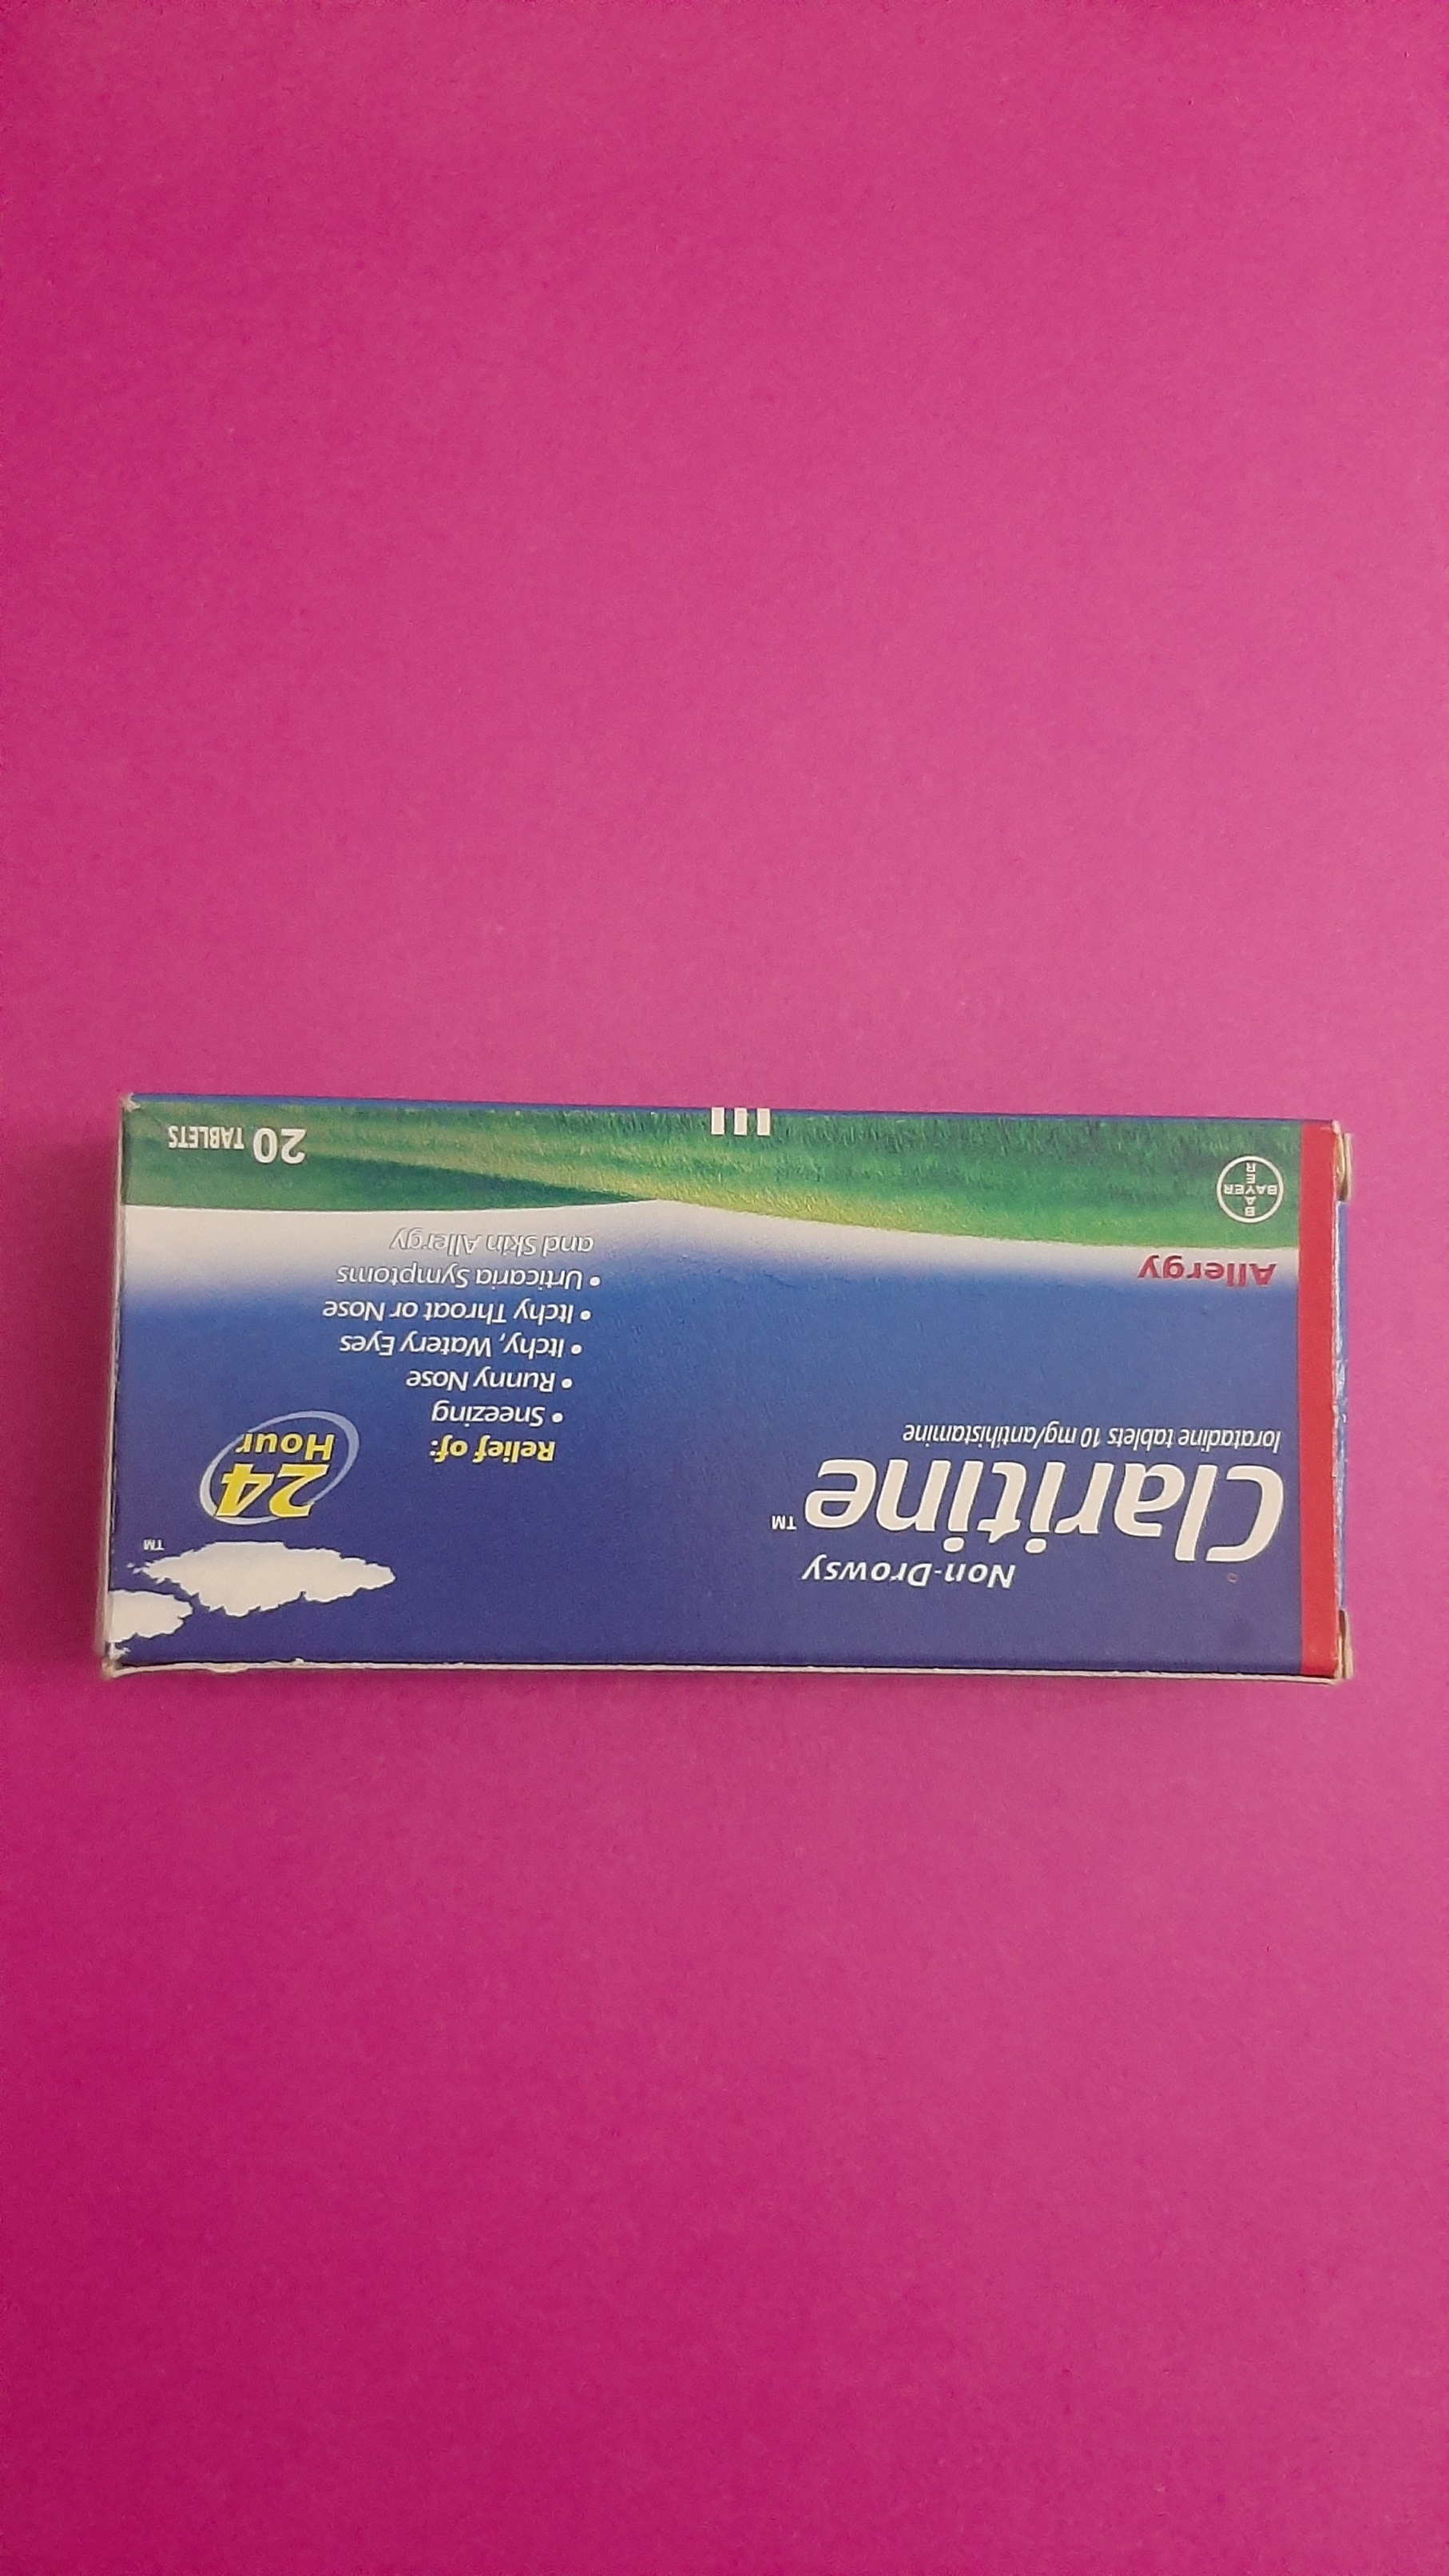 Non-Drowsy
Claritine™
loratadine tablets 10 mg/antihistamine
Allergy
BAYER
BAYER
Relief of:
• Sneezing
• Runny Nose
• Itchy, Watery Eyes
• Itchy Throat or Nose
• Urticaria Symptoms
and Skin Allergy
TM
24
Hour
20 TABLETS